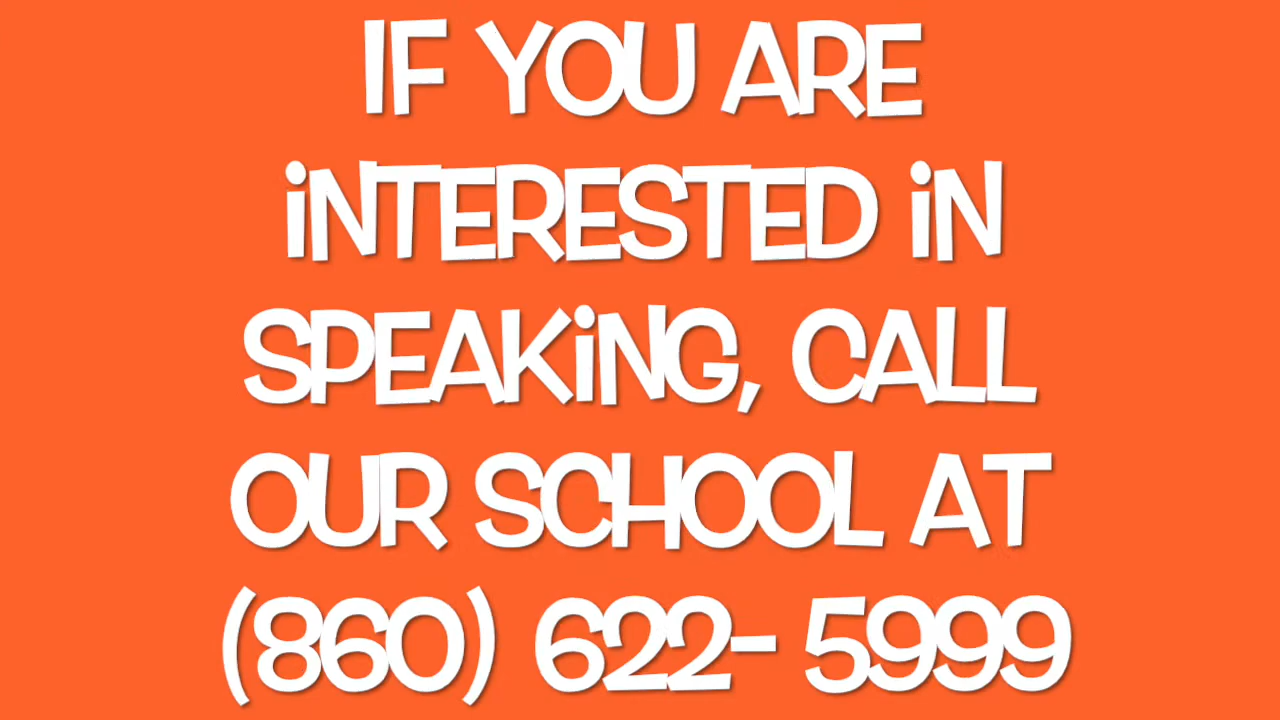 IF YOU ARE
iNTERESTED iN
SPEAKiNG, CALL
OUR SCHOOL AT
(860) 622- 5999